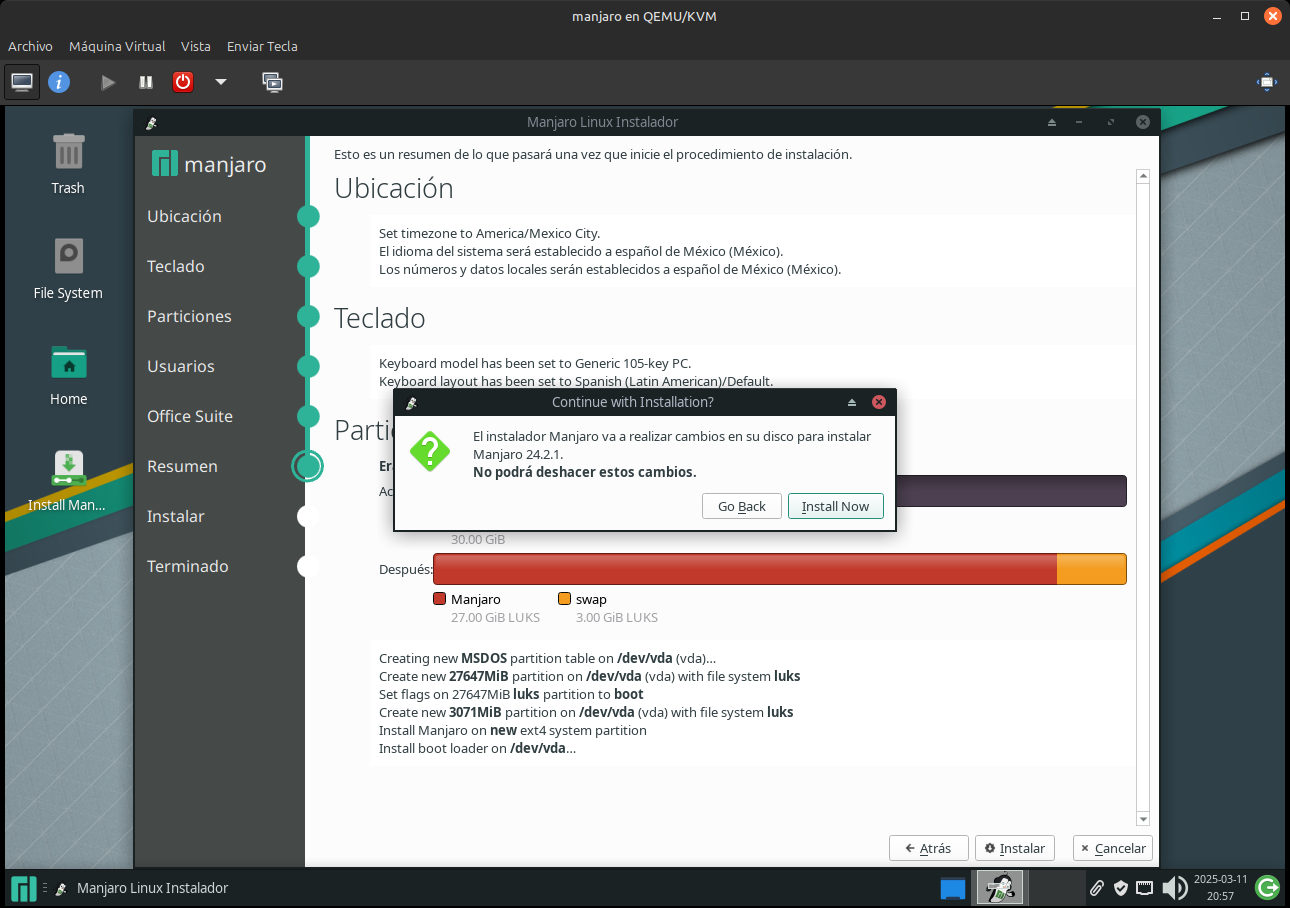 manjaro en QEMU/KVM
Archivo Máquina Virtual Vista Enviar Tecla
Trash
File System
Home
Install Man...
Manjaro Linux Instalador
manjaro
Ubicación
Teclado
Particiones
Usuarios
Office Suite
Resumen
Instalar
Terminado
Esto es un resumen de lo que pasará una vez que inicie el procedimiento de instalación.
Ubicación
Set timezone to America/Mexico City.
El idioma del sistema será establecido a español de México (México).
Los números y datos locales serán establecidos a español de México (México).
Teclado
Keyboard model has been set to Generic 105-key PC.
Keyboard layout has been set to Spanish (Latin American)/Default.
Continue with Installation?
El instalador Manjaro va a realizar cambios en su disco para instalar
Manjaro 24.2.1.
No podrá deshacer estos cambios.
Go Back Install Now
30.00 GiB
Después:
Manjaro swap
27.00 GiB LUKS 3.00 GiB LUKS
Creating new MSDOS partition table on /dev/vda (vda)…
Create new 27647MiB partition on /dev/vda (vda) with file system luks
Set flags on 27647MiB luks partition to boot
Create new 3071MiB partition on /dev/vda (vda) with file system luks
Install Manjaro on new ext4 system partition
Install boot loader on /dev/vda…
Atrás Instalar Cancelar
Manjaro Linux Instalador
2025-03-11
20:57